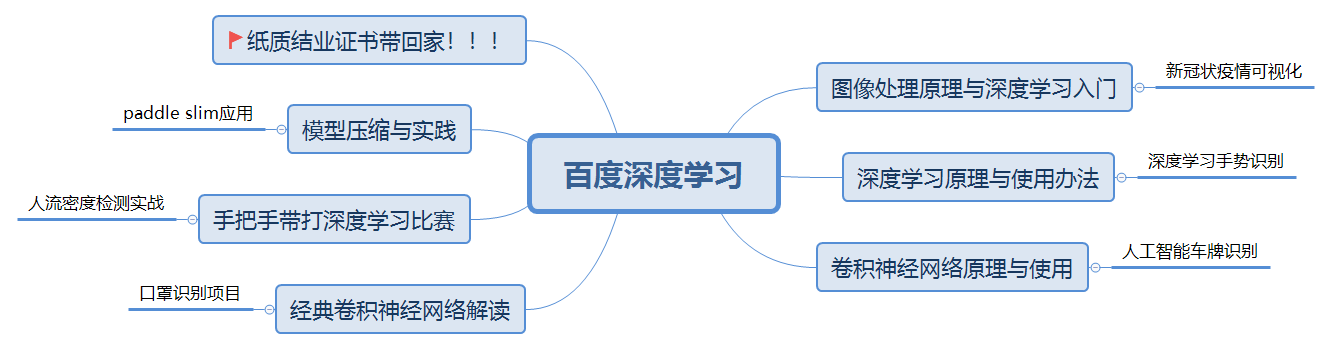 纸质结业证书带回家！！！
图像处理原理与深度学习入门
新冠状疫情可视化
paddle slim应用
模型压缩与实践
百度深度学习
深度学习原理与使用办法
深度学习手势识别
人流密度检测实战
手把手带打深度学习比赛
卷积神经网络原理与使用
人工智能车牌识别
口罩识别项目
经典卷积神经网络解读